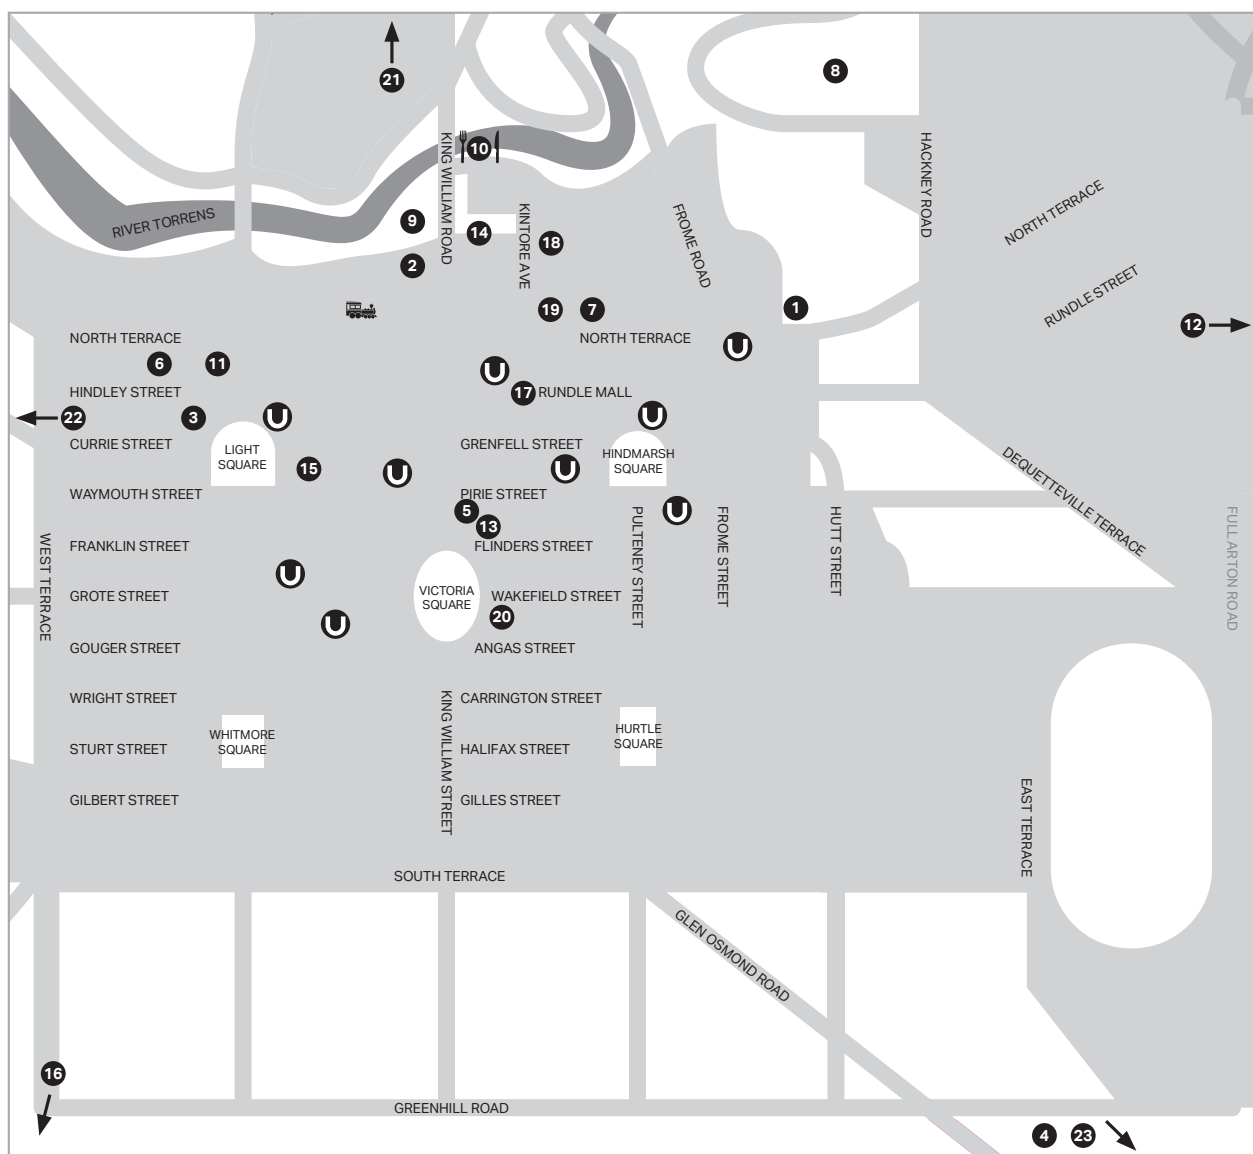 21
8
10
KING WILLIAM ROAD
HACKNEY ROAD
NORTH TERRACE
RIVER TORRENS
9
14
KINTORE AVE
18
FROME ROAD
2
RUNDLE STREET
19
7
1
12
NORTH TERRACE
NORTH TERRACE
U
6
11
U
HINDLEY STREET
17
RUNDLE MALL
22
3
U
U
CURRIE STREET
LIGHT
SQUARE
GRENFELL STREET
HINDMARSH
SQUARE
15
U
U
DEQUETTEVILLE TERRACE
WAYMOUTH STREET
PIRIE STREET
5
13
U
PULTENEY STREET
FROME STREET
HUTT STREET
FULL ARTON ROAD
WEST TERRACE
FRANKLIN STREET
FLINDERS STREET
U
GROTE STREET
VICTORIA
SQUARE
WAKEFIELD STREET
20
U
GOUGER STREET
ANGAS STREET
WRIGHT STREET
KING WILLIAM STREET
CARRINGTON STREET
WHITMORE
SQUARE
HURTLE
SQUARE
STURT STREET
HALIFAX STREET
GILBERT STREET
GILLES STREET
EAST TERRACE
SOUTH TERRACE
GLEN OSMOND ROAD
16
GREENHILL ROAD
4
23